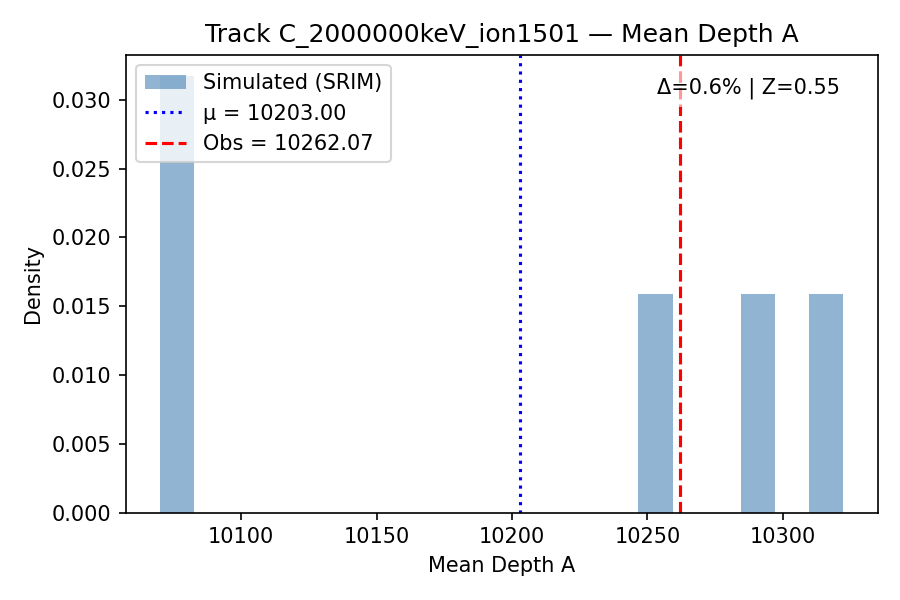 Track C_2000000keV_ion1501 — Mean Depth A
Simulated (SRIM)
μ = 10203.00
Obs = 10262.07
Δ=0.6% | Z=0.55
Density
0.030
0.025
0.020
0.015
0.010
0.005
0.000
10100 10150 10200 10250 10300
Mean Depth A